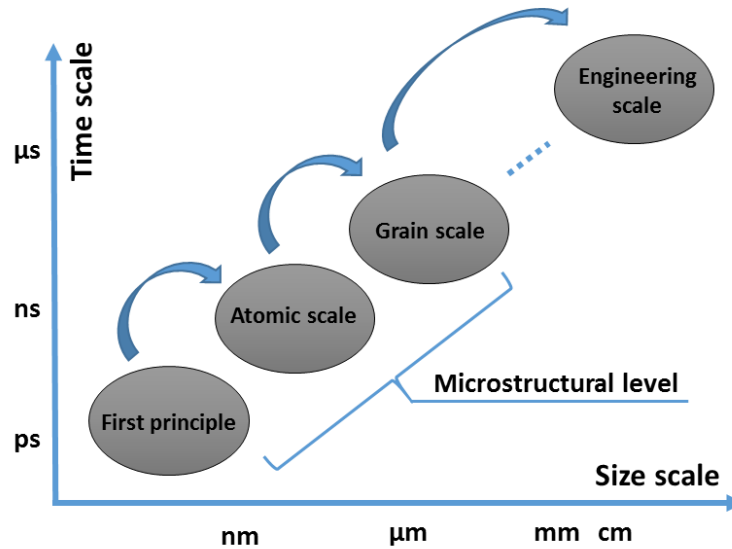 Time scale
µs
ns
ps
Engineering
scale
Grain scale
Atomic scale
First principle
Microstructural level
Size scale
nm
µm
mm
cm